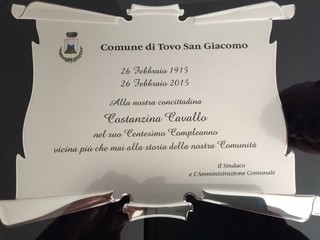 Comune di Tovo San Giacomo
26 Febbraio 1915
26 Febbraio 2015
Alla nostra concittadina
Costanzina Cavallo
nel suo Centesimo Compleanno
vicina più che mai alla storia della nostra Comunità
Il Sindaco
e L'Amministrazione Comunale